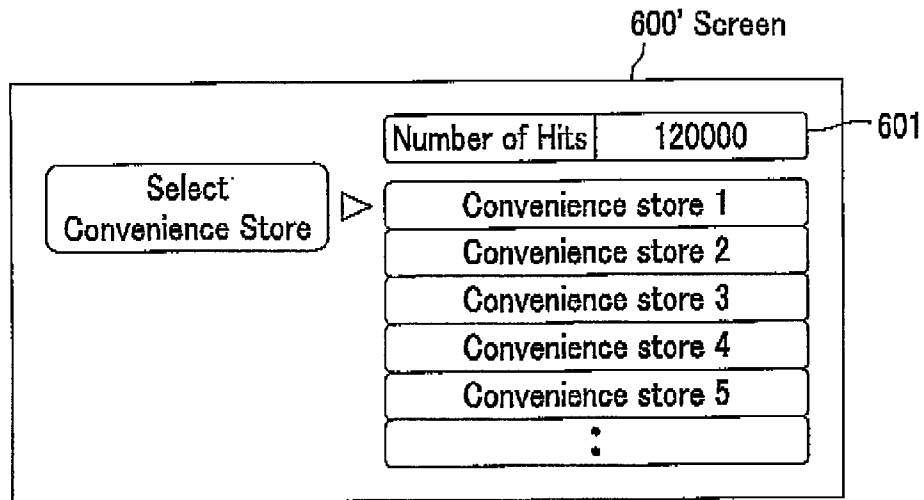 600' Screen
601
Number of Hits 120000
Select
Convenience Store
Convenience store 1
Convenience store 2
Convenience store 3
Convenience store 4
Convenience store 5
: